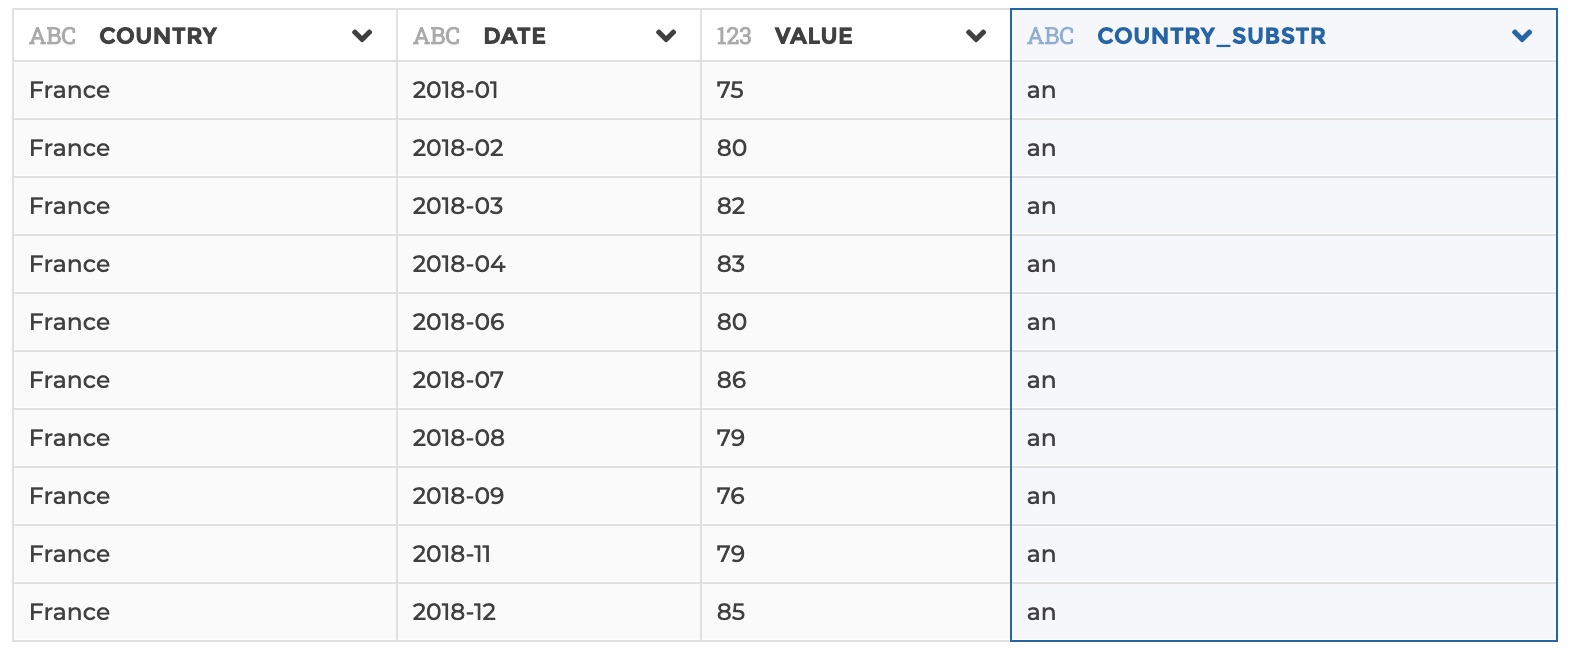 ABC COUNTRY ABC DATE 123 VALUE ABC COUNTRY_SUBSTR
France 2018-01 75 an
France 2018-02 80 an
France 2018-03 82 an
France 2018-04 83 an
France 2018-06 80 an
France 2018-07 86 an
France 2018-08 79 an
France 2018-09 76 an
France 2018-11 79 an
France 2018-12 85 an